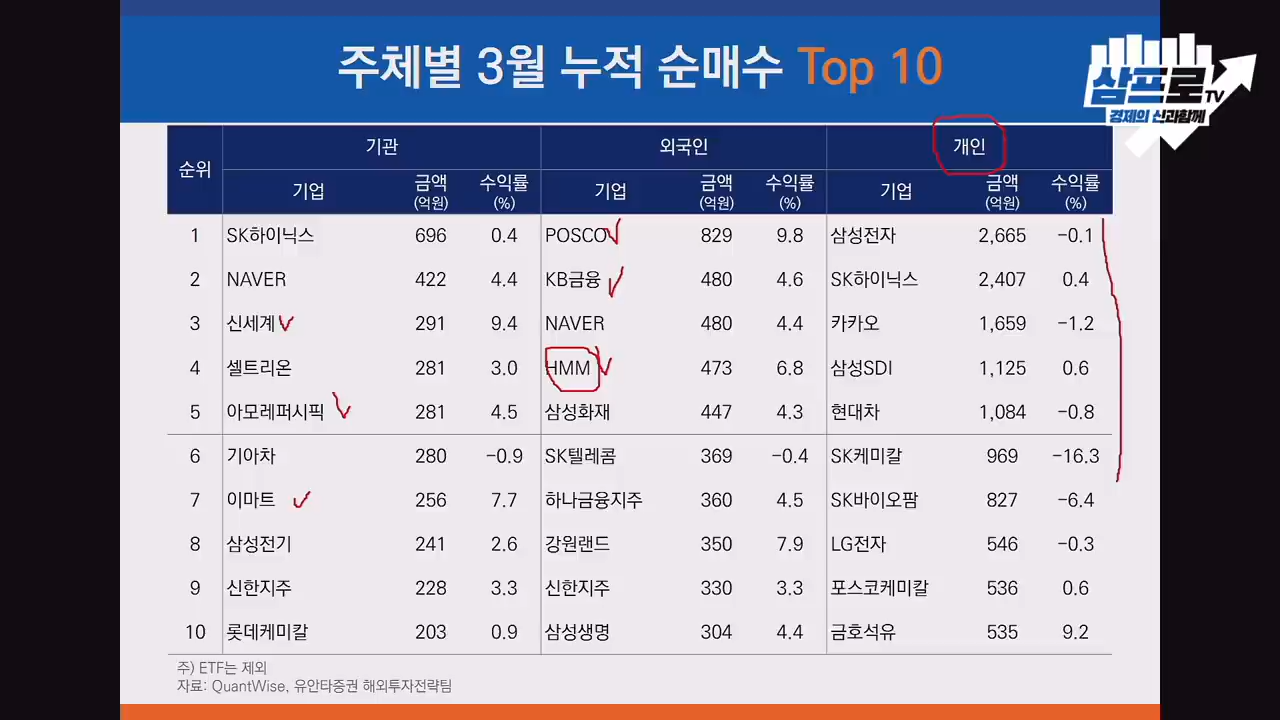 주체별 3월 누적 순매수 Top 10
삼프로TV
경제의 신과함께
순위 기관 외국인 개인
기업 금액(억원) 수익률(%) 기업 금액(억원) 수익률(%) 기업 금액(억원) 수익률(%)
1 SK하이닉스 696 0.4 POSCO 829 9.8 삼성전자 2,665 -0.1
2 NAVER 422 4.4 KB금융 480 4.6 SK하이닉스 2,407 0.4
3 신세계 291 9.4 NAVER 480 4.4 카카오 1,659 -1.2
4 셀트리온 281 3.0 HMM 473 6.8 삼성SDI 1,125 0.6
5 아모레퍼시픽 281 4.5 삼성화재 447 4.3 현대차 1,084 -0.8
6 기아차 280 -0.9 SK텔레콤 369 -0.4 SK케미칼 969 -16.3
7 이마트 256 7.7 하나금융지주 360 4.5 SK바이오팜 827 -6.4
8 삼성전기 241 2.6 강원랜드 350 7.9 LG전자 546 -0.3
9 신한지주 228 3.3 신한지주 330 3.3 포스코케미칼 536 0.6
10 롯데케미칼 203 0.9 삼성생명 304 4.4 금호석유 535 9.2
주) ETF는 제외
자료: QuantWise, 유안타증권 해외투자전략팀